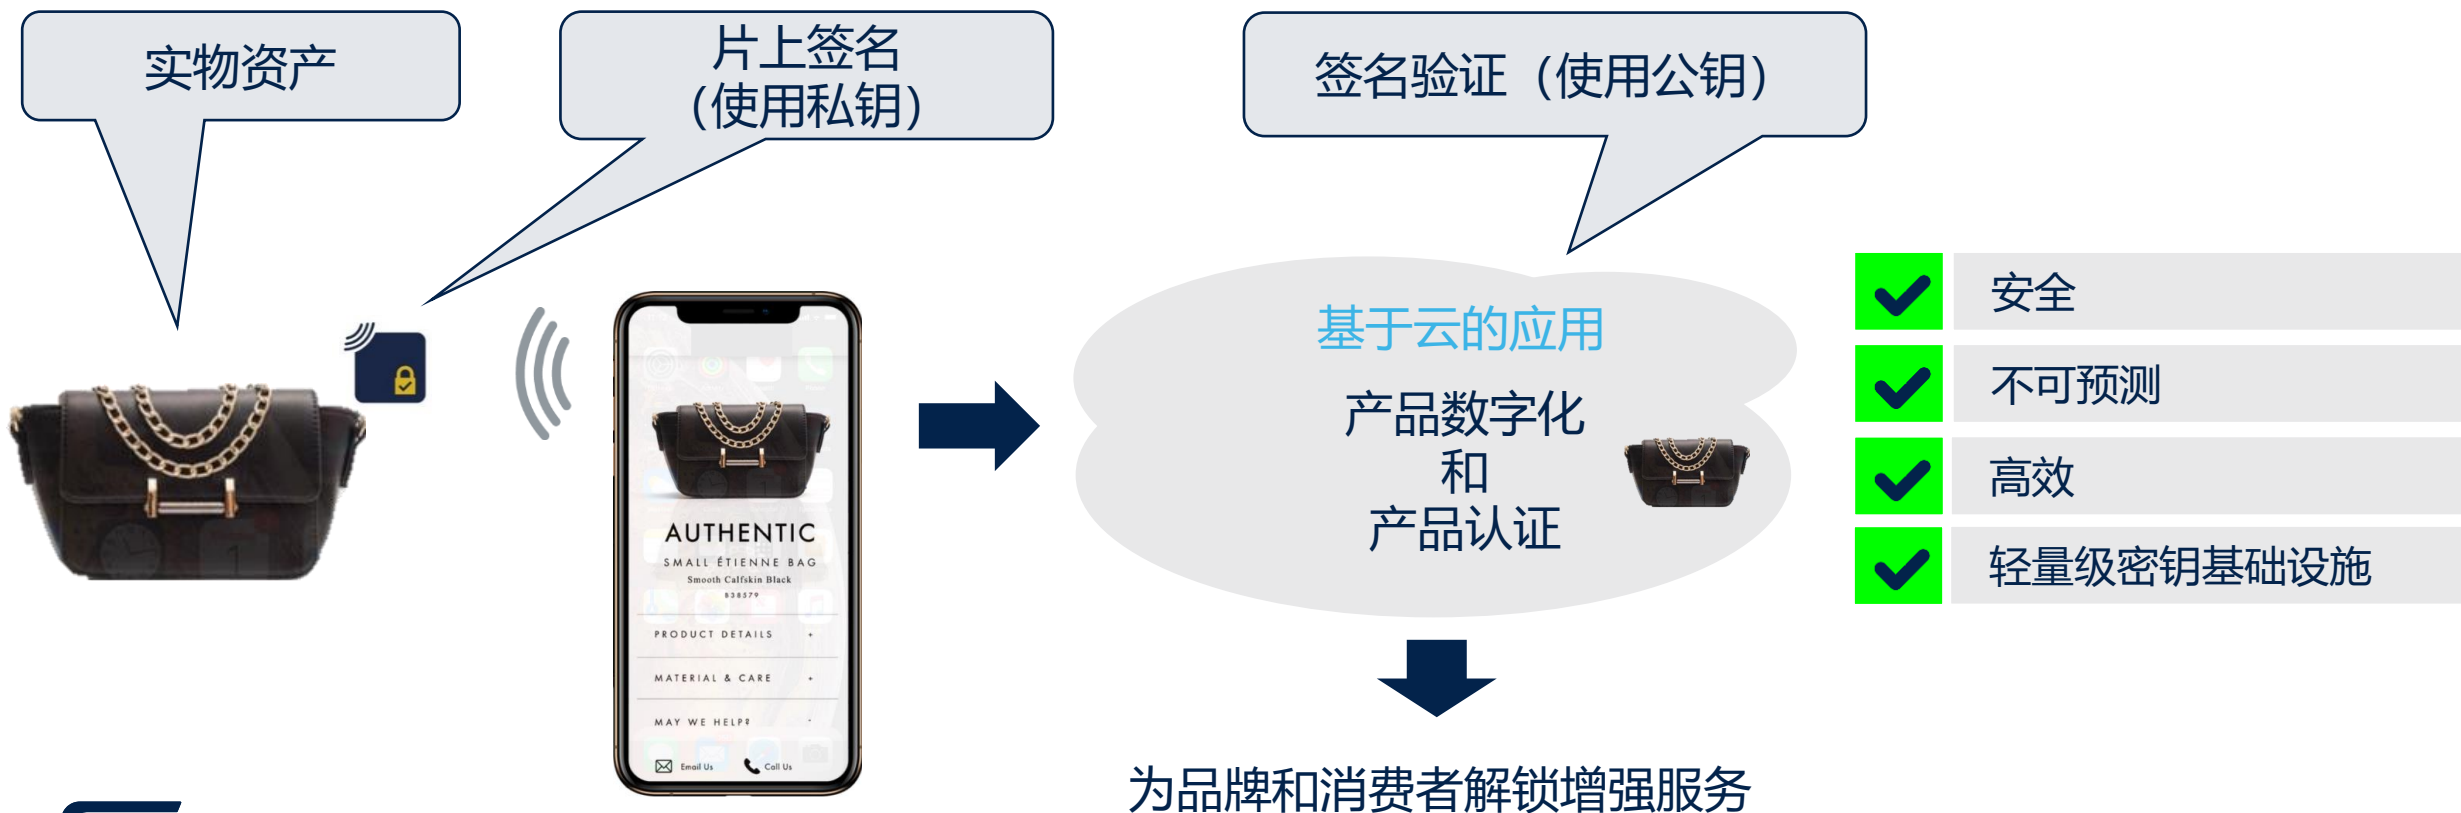 实物资产
片上签名
（使用私钥）
签名验证（使用公钥）
基于云的应用
产品数字化
和
产品认证
安全
不可预测
高效
轻量级密钥基础设施
AUTHENTIC
SMALL ÉTIENNE BAG
Smooth Calfskin Black
B38579
PRODUCT DETAILS +
MATERIAL & CARE +
MAY WE HELP? -
Email Us Call Us
为品牌和消费者解锁增强服务